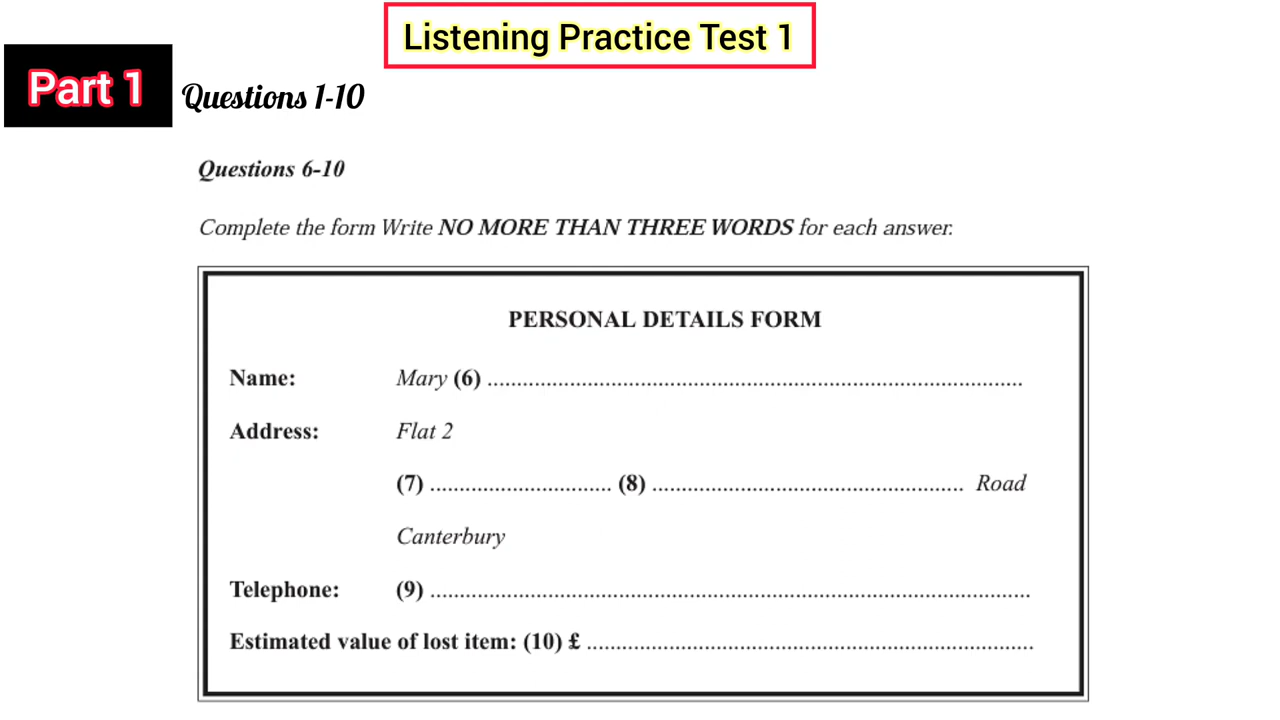 Listening Practice Test 1
Part 1 Questions 1-10
Questions 6-10
Complete the form Write NO MORE THAN THREE WORDS for each answer.
PERSONAL DETAILS FORM
Name: Mary (6) ..........................................................................................
Address: Flat 2
(7) ............................... (8) ..................................................... Road
Canterbury
Telephone: (9) .....................................................................................................
Estimated value of lost item: (10) £ ...........................................................................